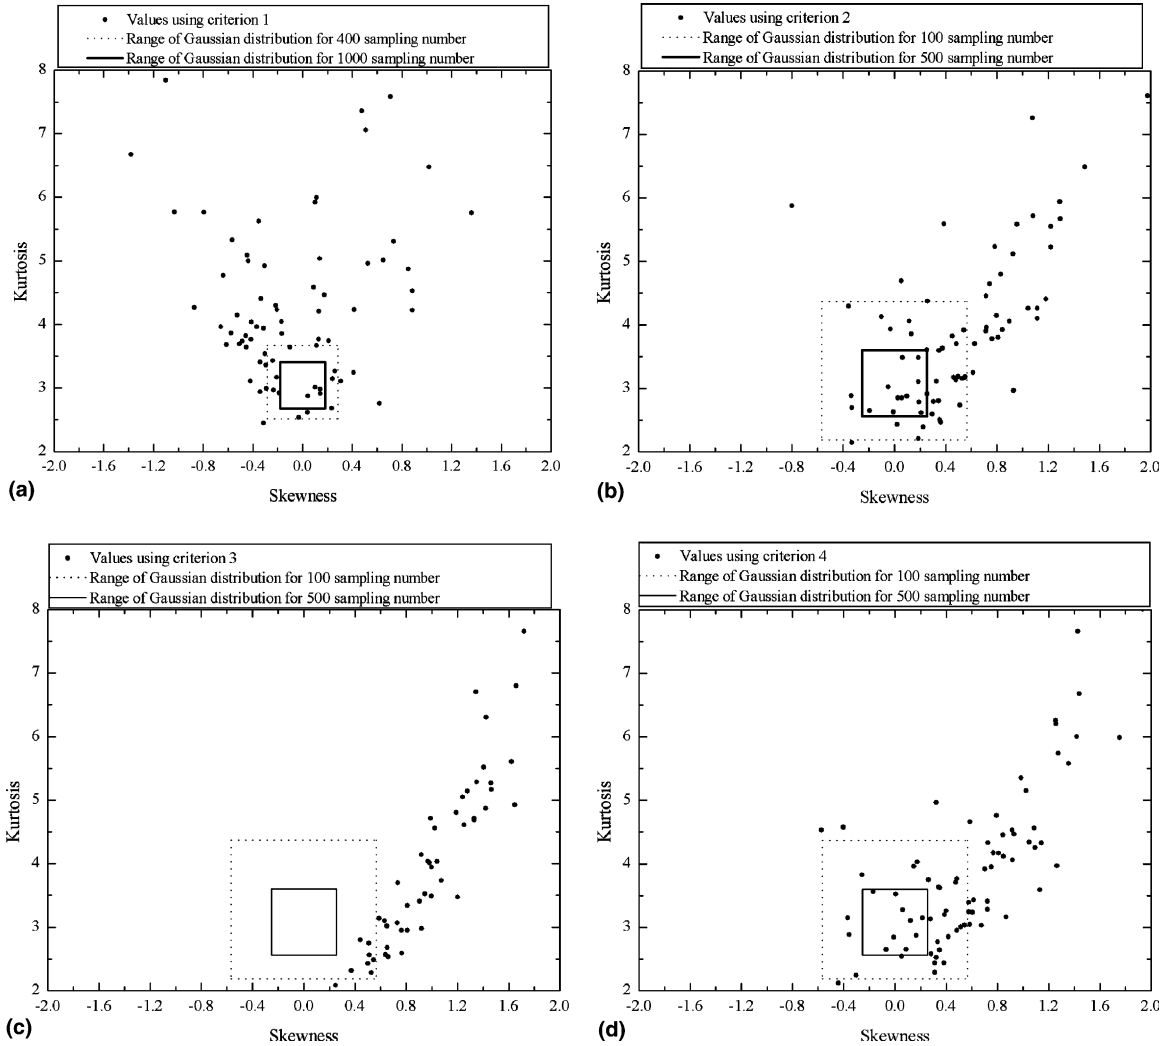 Values using criterion 1
Range of Gaussian distribution for 400 sampling number
Range of Gaussian distribution for 1000 sampling number
8
7
6
5
4
3
2
Kurtosis
-2.0 -1.6 -1.2 -0.8 -0.4 0.0 0.4 0.8 1.2 1.6 2.0
(a)
Skewness
Values using criterion 2
Range of Gaussian distribution for 100 sampling number
Range of Gaussian distribution for 500 sampling number
8
7
6
5
4
3
2
Kurtosis
-2.0 -1.6 -1.2 -0.8 -0.4 0.0 0.4 0.8 1.2 1.6 2.0
(b)
Skewness
Values using criterion 3
Range of Gaussian distribution for 100 sampling number
Range of Gaussian distribution for 500 sampling number
8
7
6
5
4
3
2
Kurtosis
-2.0 -1.6 -1.2 -0.8 -0.4 0.0 0.4 0.8 1.2 1.6 2.0
(c)
Skewness
Values using criterion 4
Range of Gaussian distribution for 100 sampling number
Range of Gaussian distribution for 500 sampling number
8
7
6
5
4
3
2
Kurtosis
-2.0 -1.6 -1.2 -0.8 -0.4 0.0 0.4 0.8 1.2 1.6 2.0
(d)
Skewness